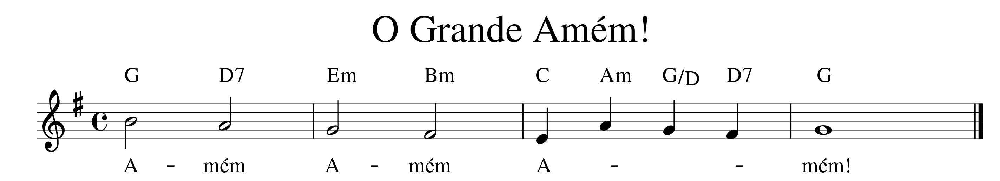 O Grande Amém!
G D7 Em Bm C Am G/D D7 G
A - mém A - mém A - - mém!